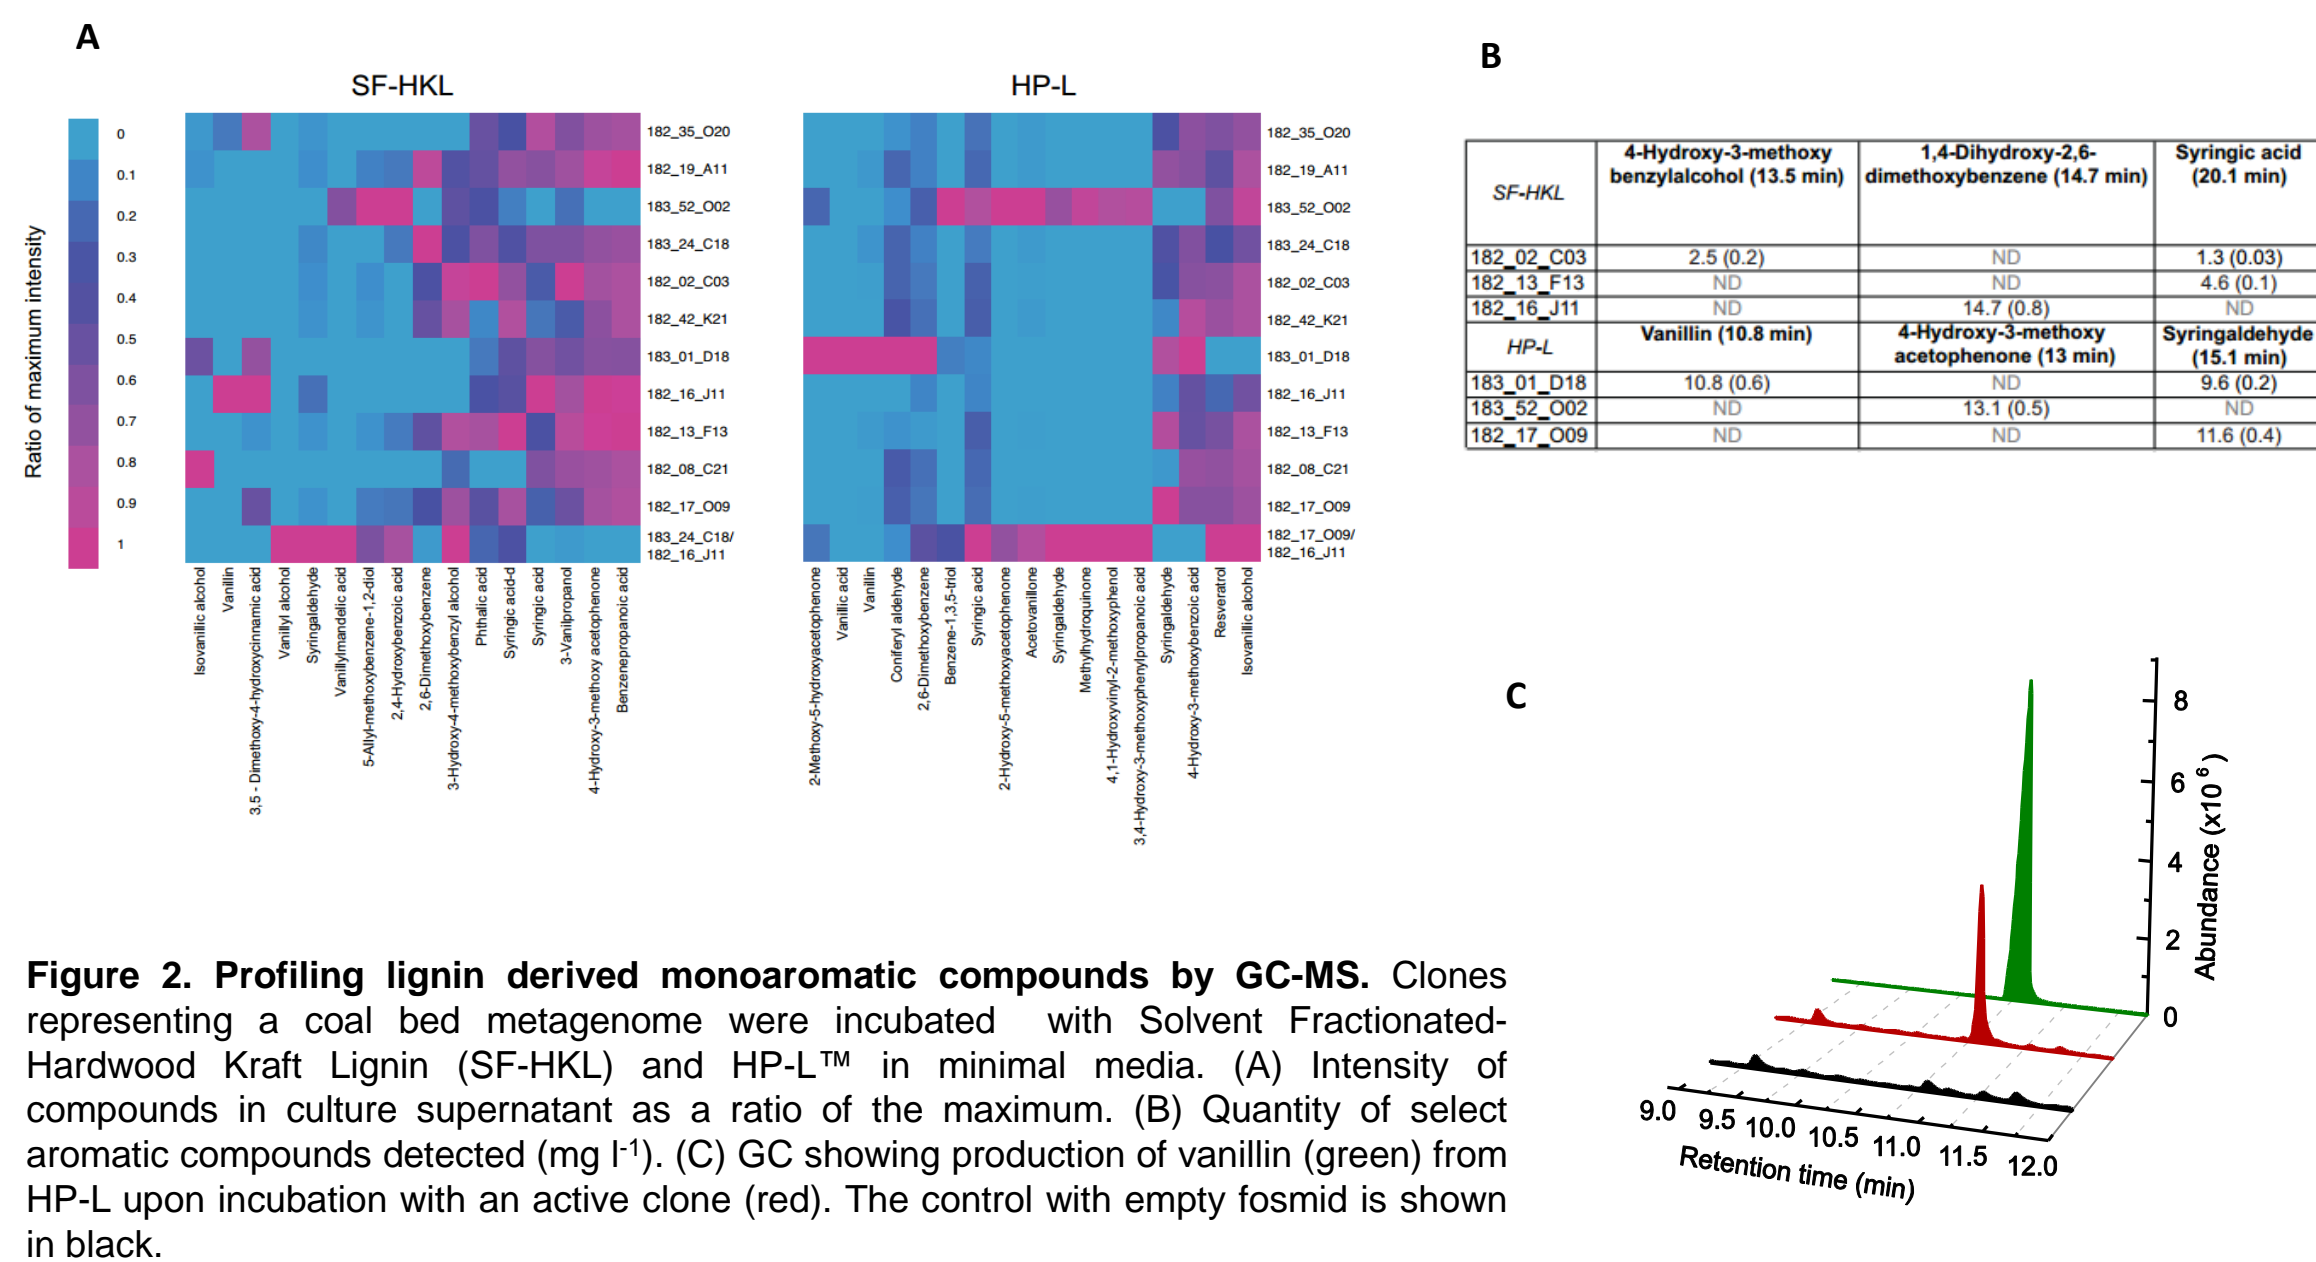 A
SF-HKL
HP-L
Ratio of maximum intensity
0
0.1
0.2
0.3
0.4
0.5
0.6
0.7
0.8
0.9
1
182_35_O20
182_19_A11
183_52_O02
183_24_C18
182_02_C03
182_42_K21
183_01_D18
182_16_J11
182_13_F13
182_08_C21
182_17_O09
183_24_C18/
182_16_J11
Isovanillic alcohol
Vanillin
3,5 - Dimethoxy-4-hydroxycinnamic acid
Vanillyl alcohol
Syringaldehyde
Vanillylmandelic acid
5-Allyl-methoxybenzene-1,2-diol
2,4-Hydroxybenzoic acid
2,6-Dimethoxybenzene
3-Hydroxy-4-methoxybenzyl alcohol
Phthalic acid
Syringic acid-d
Syringic acid
3-Vanilpropanol
4-Hydroxy-3-methoxy acetophenone
Benzenepropanoic acid
182_35_O20
182_19_A11
183_52_O02
183_24_C18
182_02_C03
182_42_K21
183_01_D18
182_16_J11
182_13_F13
182_08_C21
182_17_O09
182_17_O09/
182_16_J11
2-Methoxy-5-hydroxyacetophenone
Vanillic acid
Vanillin
Coniferyl aldehyde
2,6-Dimethoxybenzene
Benzene-1,3,5-triol
Syringic acid
2-Hydroxy-5-methoxyacetophenone
Acetovanillone
Syringaldehyde
Methylhydroquinone
4,1-Hydroxyvinyl-2-methoxyphenol
3,4-Hydroxy-3-methoxyphenylpropanoic acid
Syringaldehyde
4-Hydroxy-3-methoxybenzoic acid
Resveratrol
Isovanillic alcohol
B
SF-HKL 4-Hydroxy-3-methoxy benzylalcohol (13.5 min) 1,4-Dihydroxy-2,6-dimethoxybenzene (14.7 min) Syringic acid (20.1 min)
182_02_C03 2.5 (0.2) ND 1.3 (0.03)
182_13_F13 ND ND 4.6 (0.1)
182_16_J11 ND 14.7 (0.8) ND
HP-L Vanillin (10.8 min) 4-Hydroxy-3-methoxy acetophenone (13 min) Syringaldehyde (15.1 min)
183_01_D18 10.8 (0.6) ND 9.6 (0.2)
183_52_O02 ND 13.1 (0.5) ND
182_17_O09 ND ND 11.6 (0.4)
C
8
6
4
2
0
Abundance (x10⁶)
9.0 9.5 10.0 10.5 11.0 11.5 12.0
Retention time (min)
Figure 2. Profiling lignin derived monoaromatic compounds by GC-MS. Clones
representing a coal bed metagenome were incubated with Solvent Fractionated-
Hardwood Kraft Lignin (SF-HKL) and HP-L™ in minimal media. (A) Intensity of
compounds in culture supernatant as a ratio of the maximum. (B) Quantity of select
aromatic compounds detected (mg l⁻¹). (C) GC showing production of vanillin (green) from
HP-L upon incubation with an active clone (red). The control with empty fosmid is shown
in black.